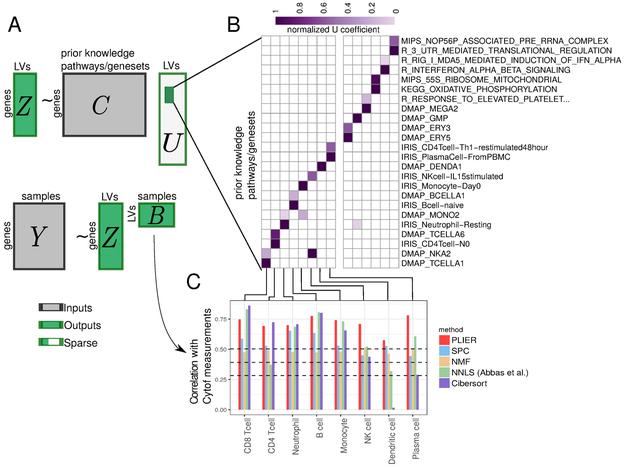 A
prior knowledge
pathways/genesets
LVs
LVs
genes
Z
~
genes
C
U
samples
LVs
samples
genes
Y
~
genes
Z
LVs
B
Inputs
Outputs
Sparse
B
1
0.8
0.6
0.4
0.2
0
normalized U coefficient
prior knowledge
pathways/genesets
MIPS_NOP56P_ASSOCIATED_PRE_RRNA_COMPLEX
R_3_UTR_MEDIATED_TRANSLATIONAL_REGULATION
R_RIG_I_MDA5_MEDIATED_INDUCTION_OF_IFN_ALPHA
R_INTERFERON_ALPHA_BETA_SIGNALING
MIPS_55S_RIBOSOME_MITOCHONDRIAL
KEGG_OXIDATIVE_PHOSPHORYLATION
R_RESPONSE_TO_ELEVATED_PLATELET...
DMAP_MEGA2
DMAP_GMP
DMAP_ERY3
DMAP_ERY5
IRIS_CD4Tcell-Th1-restimulated48hour
IRIS_PlasmaCell-FromPBMC
DMAP_DENDA1
IRIS_NKcell-IL15stimulated
IRIS_Monocyte-Day0
DMAP_BCELLA1
IRIS_Bcell-naive
DMAP_MONO2
IRIS_Neutrophil-Resting
DMAP_TCELLA6
IRIS_CD4Tcell-N0
DMAP_NKA2
DMAP_TCELLA1
C
Correlation with
Cytof measurements
0.75
0.50
0.25
0.00
CD8 Tcell
CD4 Tcell
Neutrophil
B cell
Monocyte
NK cell
Dendritic cell
Plasma cell
method
PLIER
SPC
NMF
NNLS (Abbas et al.)
Cibersort